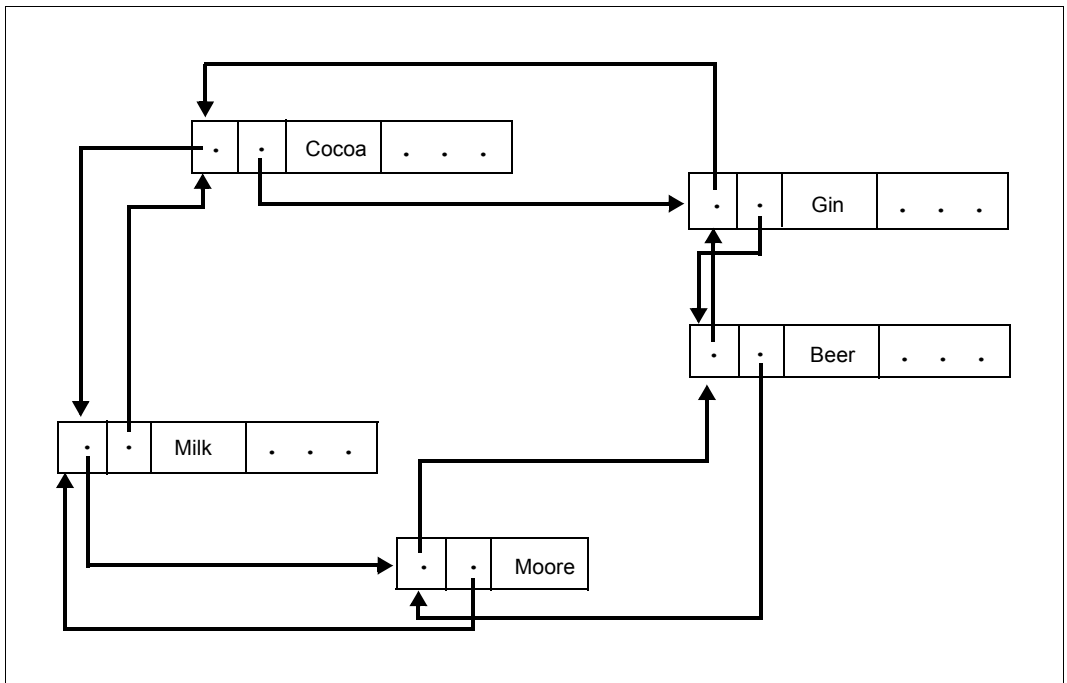 . . Cocoa . . .
. . Gin . . .
. . Beer . . .
. . Milk . . .
. . Moore